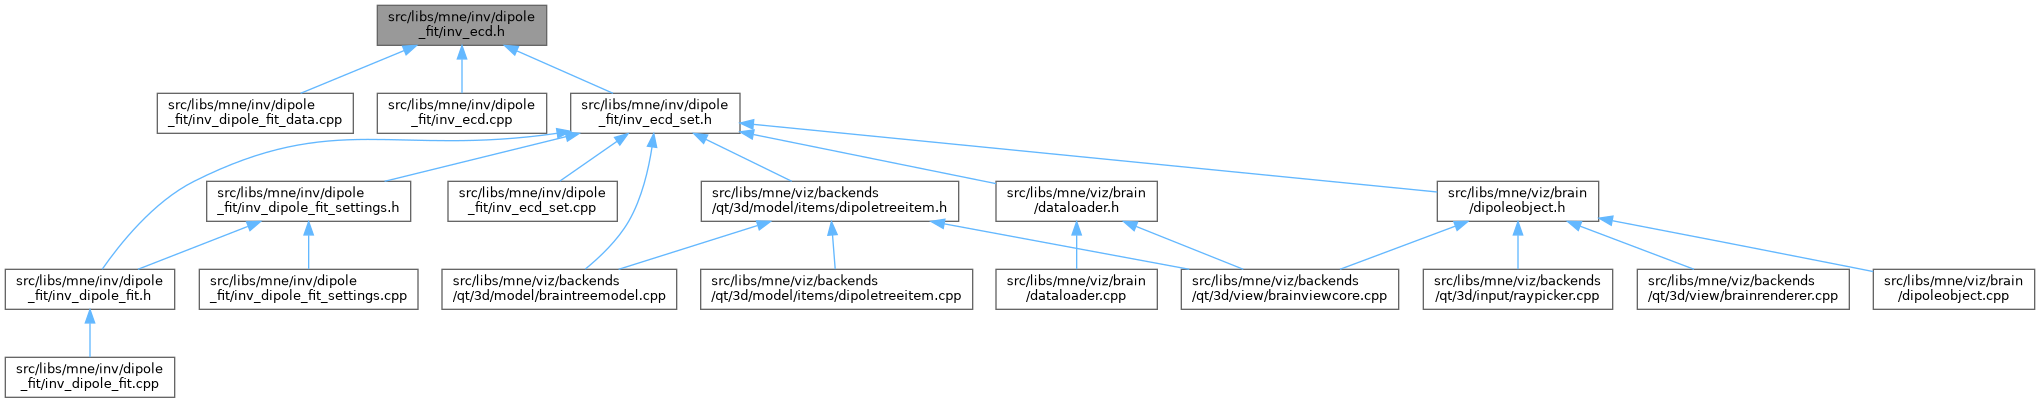 src/libs/mne/inv/dipole
_fit/inv_ecd.h
src/libs/mne/inv/dipole
_fit/inv_dipole_fit_data.cpp
src/libs/mne/inv/dipole
_fit/inv_ecd.cpp
src/libs/mne/inv/dipole
_fit/inv_ecd_set.h
src/libs/mne/inv/dipole
_fit/inv_dipole_fit_settings.h
src/libs/mne/inv/dipole
_fit/inv_ecd_set.cpp
src/libs/mne/viz/backends
/qt/3d/model/items/dipoletreeitem.h
src/libs/mne/viz/brain
/dataloader.h
src/libs/mne/viz/brain
/dipoleobject.h
src/libs/mne/inv/dipole
_fit/inv_dipole_fit.h
src/libs/mne/inv/dipole
_fit/inv_dipole_fit_settings.cpp
src/libs/mne/viz/backends
/qt/3d/model/braintreemodel.cpp
src/libs/mne/viz/backends
/qt/3d/model/items/dipoletreeitem.cpp
src/libs/mne/viz/brain
/dataloader.cpp
src/libs/mne/viz/backends
/qt/3d/view/brainviewcore.cpp
src/libs/mne/viz/backends
/qt/3d/input/raypicker.cpp
src/libs/mne/viz/backends
/qt/3d/view/brainrenderer.cpp
src/libs/mne/viz/brain
/dipoleobject.cpp
src/libs/mne/inv/dipole
_fit/inv_dipole_fit.cpp